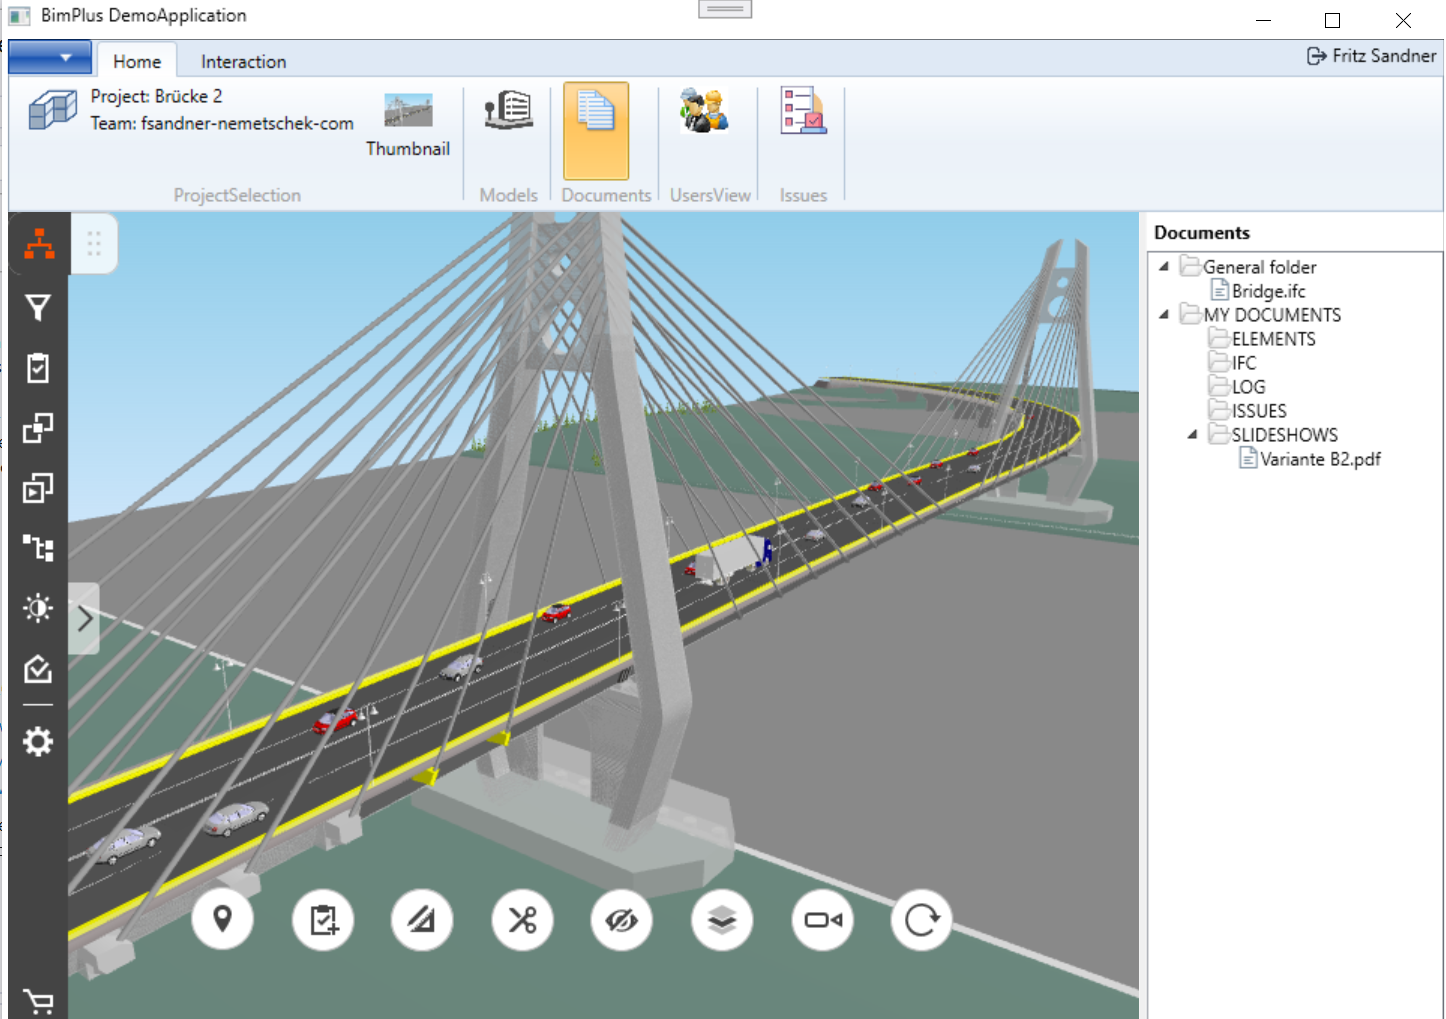 BimPlus DemoApplication
Home
Interaction
Fritz Sandner
Project: Brücke 2
Team: fsandner-nemetschek-com
Thumbnail
ProjectSelection
Models
Documents
UsersView
Issues
Documents
General folder
Bridge.ifc
MY DOCUMENTS
ELEMENTS
IFC
LOG
ISSUES
SLIDESHOWS
Variante B2.pdf